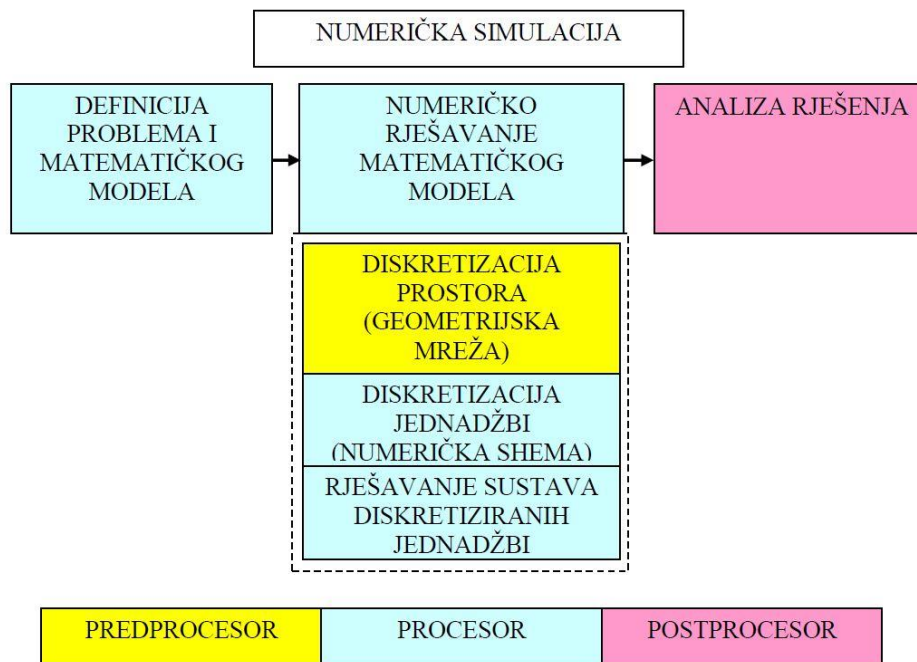 NUMERIČKA SIMULACIJA
DEFINICIJA
PROBLEMA I
MATEMATIČKOG
MODELA
NUMERIČKO
RJEŠAVANJE
MATEMATIČKOG
MODELA
ANALIZA RJEŠENJA
DISKRETIZACIJA
PROSTORA
(GEOMETRIJSKA
MREŽA)
DISKRETIZACIJA
JEDNADŽBI
(NUMERIČKA SHEMA)
RJEŠAVANJE SUSTAVA
DISKRETIZIRANIH
JEDNADŽBI
PREDPROCESOR
PROCESOR
POSTPROCESOR